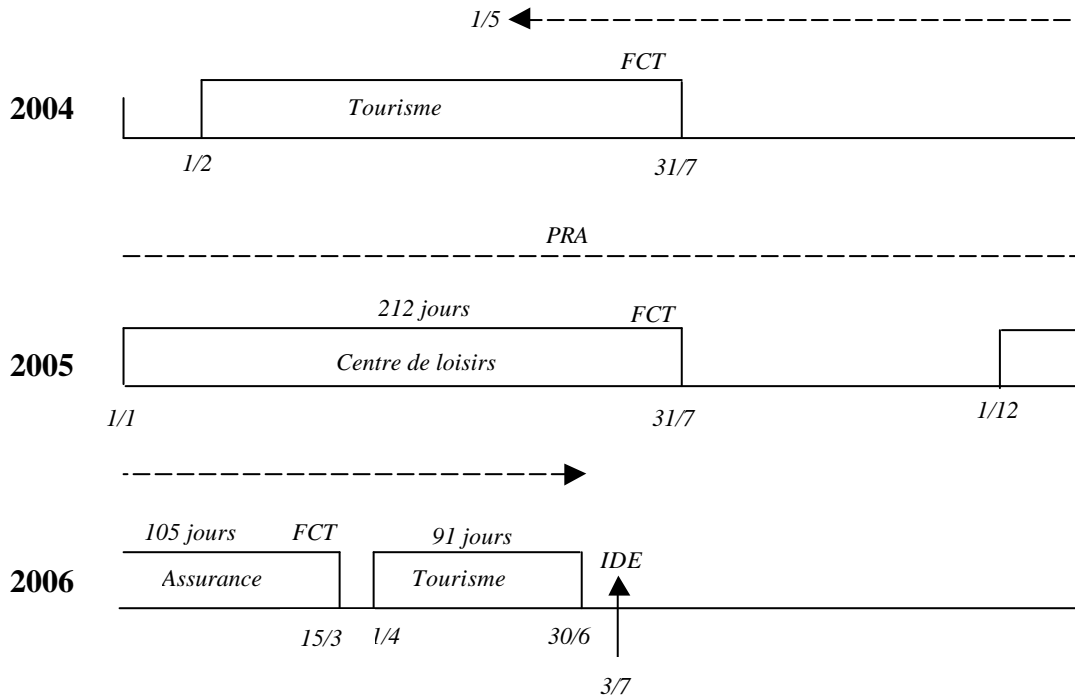 1/5
FCT
2004
Tourisme
1/2
31/7
PRA
212 jours
FCT
2005
Centre de loisirs
1/1
31/7
1/12
105 jours
FCT
91 jours
IDE
2006
Assurance
Tourisme
15/3
1/4
30/6
3/7